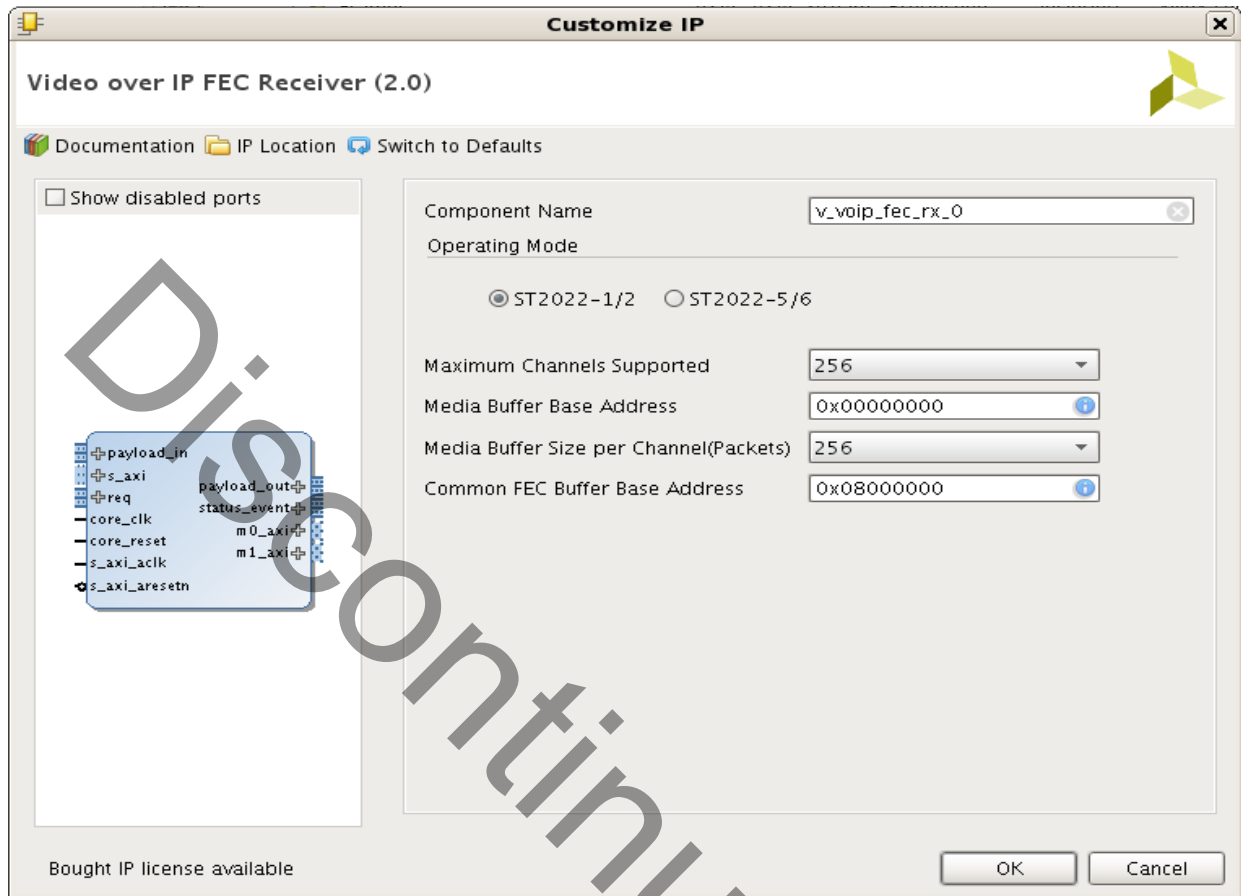 Customize IP
Video over IP FEC Receiver (2.0)
Documentation IP Location Switch to Defaults
Show disabled ports
payload_in
s_axi
req
core_clk
core_reset
s_axi_aclk
s_axi_aresetn
payload_out
status_event
m0_axi
m1_axi
Component Name v_voip_fec_rx_0
Operating Mode
ST2022-1/2 ST2022-5/6
Maximum Channels Supported 256
Media Buffer Base Address 0x00000000
Media Buffer Size per Channel(Packets) 256
Common FEC Buffer Base Address 0x08000000
Bought IP license available
OK Cancel
Discontinu